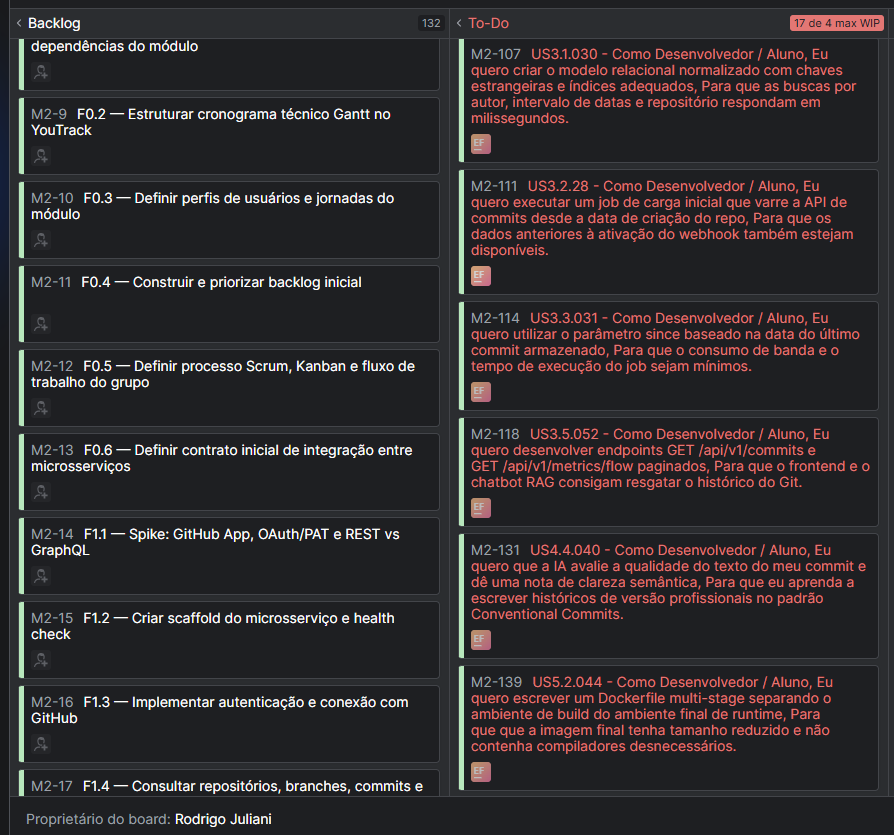 Backlog
132
dependências do módulo
M2-9 F0.2 — Estruturar cronograma técnico Gantt no
YouTrack
M2-10 F0.3 — Definir perfis de usuários e jornadas do
módulo
M2-11 F0.4 — Construir e priorizar backlog inicial
M2-12 F0.5 — Definir processo Scrum, Kanban e fluxo de
trabalho do grupo
M2-13 F0.6 — Definir contrato inicial de integração entre
microsserviços
M2-14 F1.1 — Spike: GitHub App, OAuth/PAT e REST vs
GraphQL
M2-15 F1.2 — Criar scaffold do microsserviço e health
check
M2-16 F1.3 — Implementar autenticação e conexão com
GitHub
M2-17 F1.4 — Consultar repositórios, branches, commits e
To-Do
17 de 4 max WIP
M2-107 US3.1.030 - Como Desenvolvedor / Aluno, Eu
quero criar o modelo relacional normalizado com chaves
estrangeiras e índices adequados, Para que as buscas por
autor, intervalo de datas e repositório respondam em
milissegundos.
EF
M2-111 US3.2.28 - Como Desenvolvedor / Aluno, Eu
quero executar um job de carga inicial que varre a API de
commits desde a data de criação do repo, Para que os
dados anteriores à ativação do webhook também estejam
disponíveis.
EF
M2-114 US3.3.031 - Como Desenvolvedor / Aluno, Eu
quero utilizar o parâmetro since baseado na data do último
commit armazenado, Para que o consumo de banda e o
tempo de execução do job sejam mínimos.
EF
M2-118 US3.5.052 - Como Desenvolvedor / Aluno, Eu
quero desenvolver endpoints GET /api/v1/commits e
GET /api/v1/metrics/flow paginados, Para que o frontend e o
chatbot RAG consigam resgatar o histórico do Git.
EF
M2-131 US4.4.040 - Como Desenvolvedor / Aluno, Eu
quero que a IA avalie a qualidade do texto do meu commit e
dê uma nota de clareza semântica, Para que eu aprenda a
escrever históricos de versão profissionais no padrão
Conventional Commits.
EF
M2-139 US5.2.044 - Como Desenvolvedor / Aluno, Eu
quero escrever um Dockerfile multi-stage separando o
ambiente de build do ambiente final de runtime, Para
que que a imagem final tenha tamanho reduzido e não
contenha compiladores desnecessários.
EF
Proprietário do board: Rodrigo Juliani